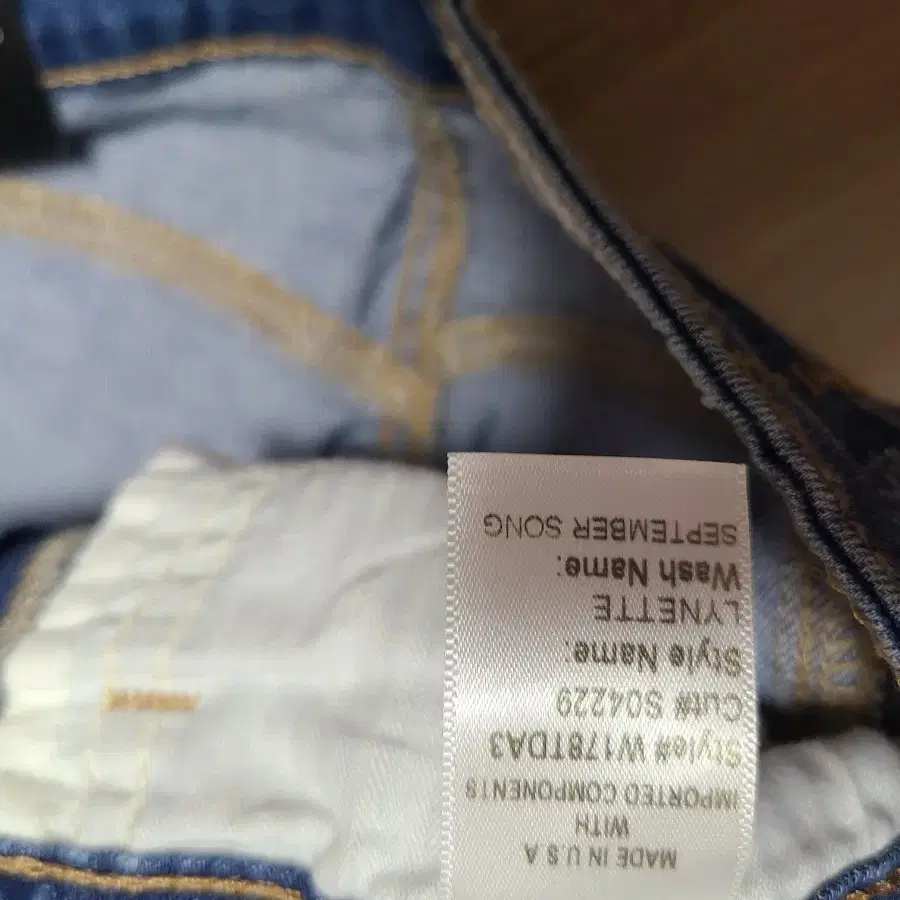 MADE IN U.S.A
WITH
IMPORTED COMPONENTS
Style# W178TDA3
Cut# S04229
Style Name:
LYNETTE
Wash Name:
SEPTEMBER SONG